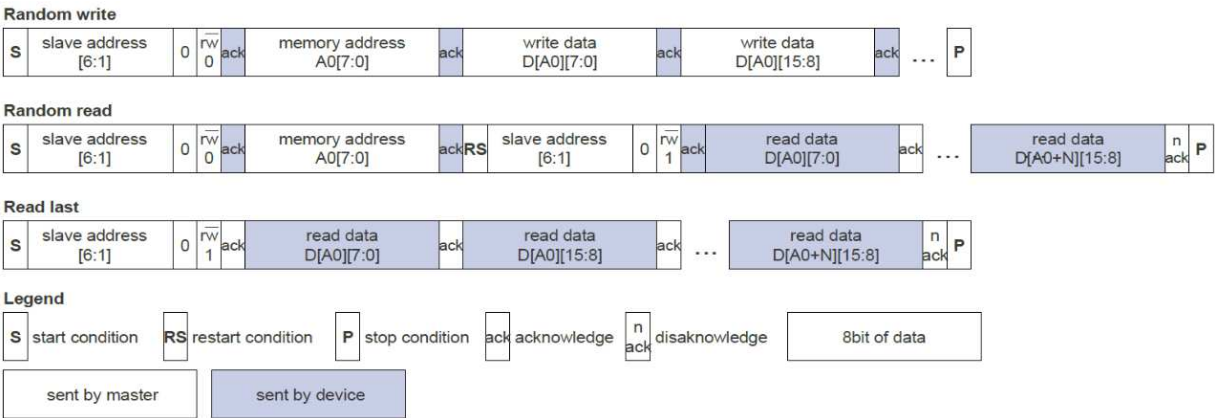 Random write
S slave address [6:1] 0 rw 0 ack memory address A0[7:0] ack write data D[A0][7:0] ack write data D[A0][15:8] ack ... P
Random read
S slave address [6:1] 0 rw 0 ack memory address A0[7:0] ack RS slave address [6:1] 0 rw 1 ack read data D[A0][7:0] ack ... read data D[A0+N][15:8] n ack P
Read last
S slave address [6:1] 0 rw 1 ack read data D[A0][7:0] ack read data D[A0][15:8] ack ... read data D[A0+N][15:8] n ack P
Legend
S start condition RS restart condition P stop condition ack acknowledge n ack disaknowledge 8bit of data
sent by master sent by device